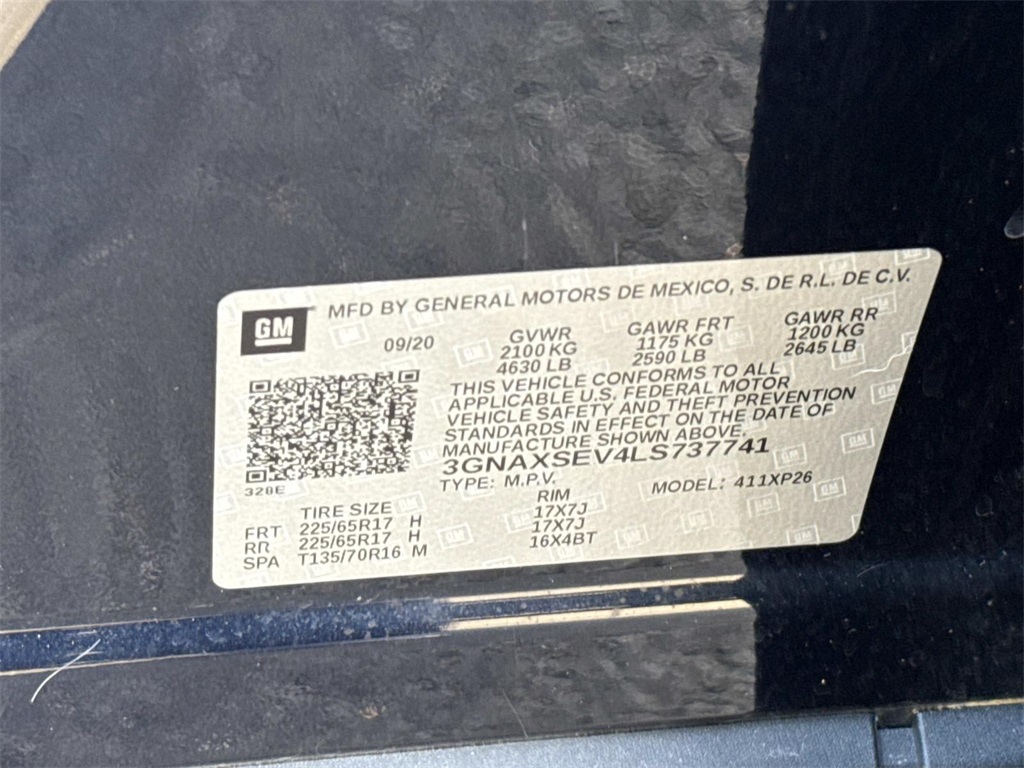 GM
MFD BY GENERAL MOTORS DE MEXICO, S. DE R.L. DE C.V.
09/20
GVWR GAWR FRT GAWR RR
2100 KG 1175 KG 1200 KG
4630 LB 2590 LB 2645 LB
THIS VEHICLE CONFORMS TO ALL
APPLICABLE U.S. FEDERAL MOTOR
VEHICLE SAFETY AND THEFT PREVENTION
STANDARDS IN EFFECT ON THE DATE OF
MANUFACTURE SHOWN ABOVE.
3GNAXSEV4LS737741
TYPE: M.P.V. MODEL: 411XP26
328E
TIRE SIZE RIM
FRT 225/65R17 H 17X7J
RR 225/65R17 H 17X7J
SPA T135/70R16 M 16X4BT